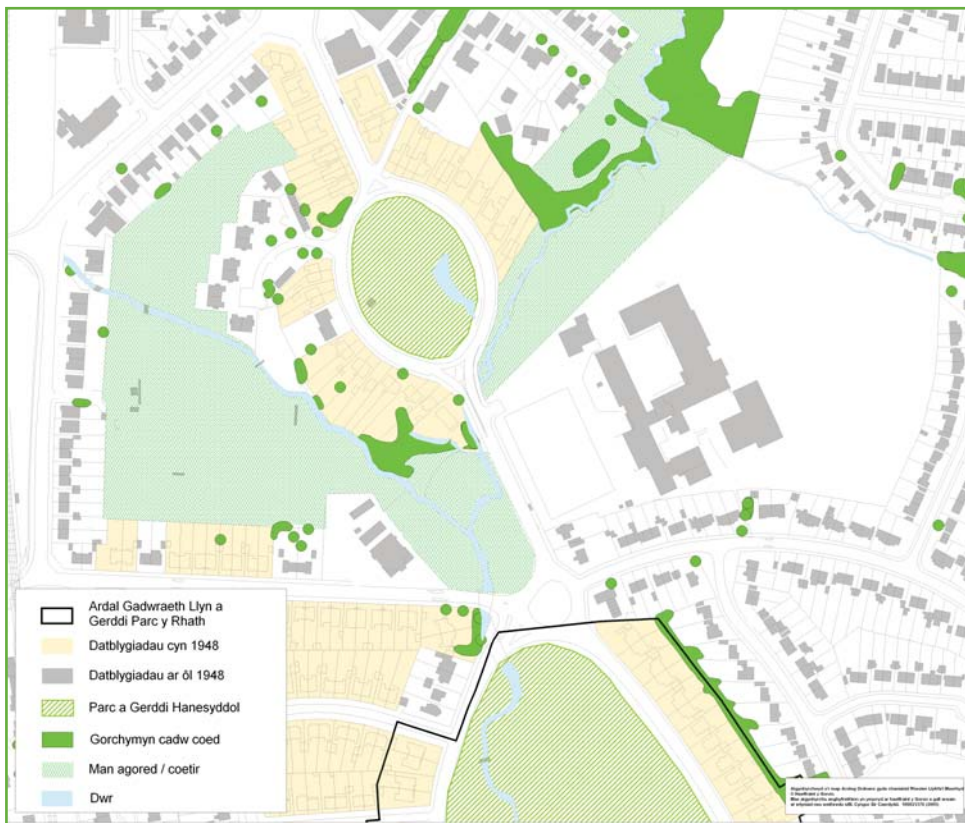 Ardal Gadwraeth Llyn a
Gerddi Parc y Rhath
Datblygiadau cyn 1948
Datblygiadau ar ôl 1948
Parc a Gerddi Hanesyddol
Gorchymyn cadw coed
Man agored / coetir
Dwr